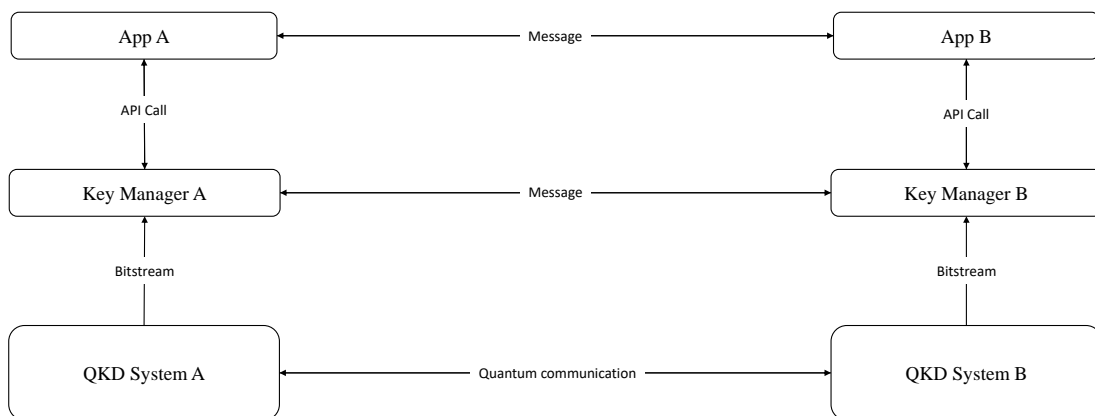 App A
Message
App B
API Call
API Call
Key Manager A
Message
Key Manager B
Bitstream
Bitstream
QKD System A
Quantum communication
QKD System B